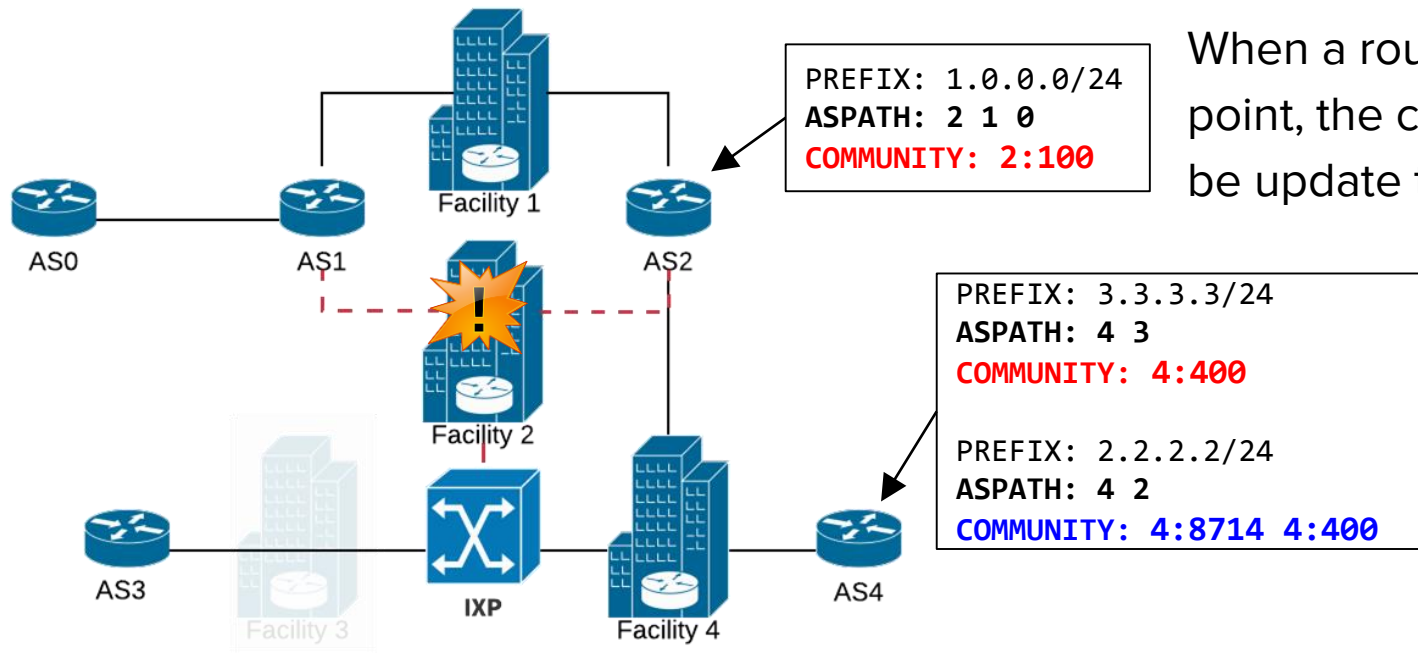 When a rou
point, the c
be update
PREFIX: 1.0.0.0/24
ASPATH: 2 1 0
COMMUNITY: 2:100
Facility 1
AS0
AS1
AS2
!
PREFIX: 3.3.3.3/24
ASPATH: 4 3
COMMUNITY: 4:400
PREFIX: 2.2.2.2/24
ASPATH: 4 2
COMMUNITY: 4:8714 4:400
Facility 2
AS3
IXP
AS4
Facility 3
Facility 4